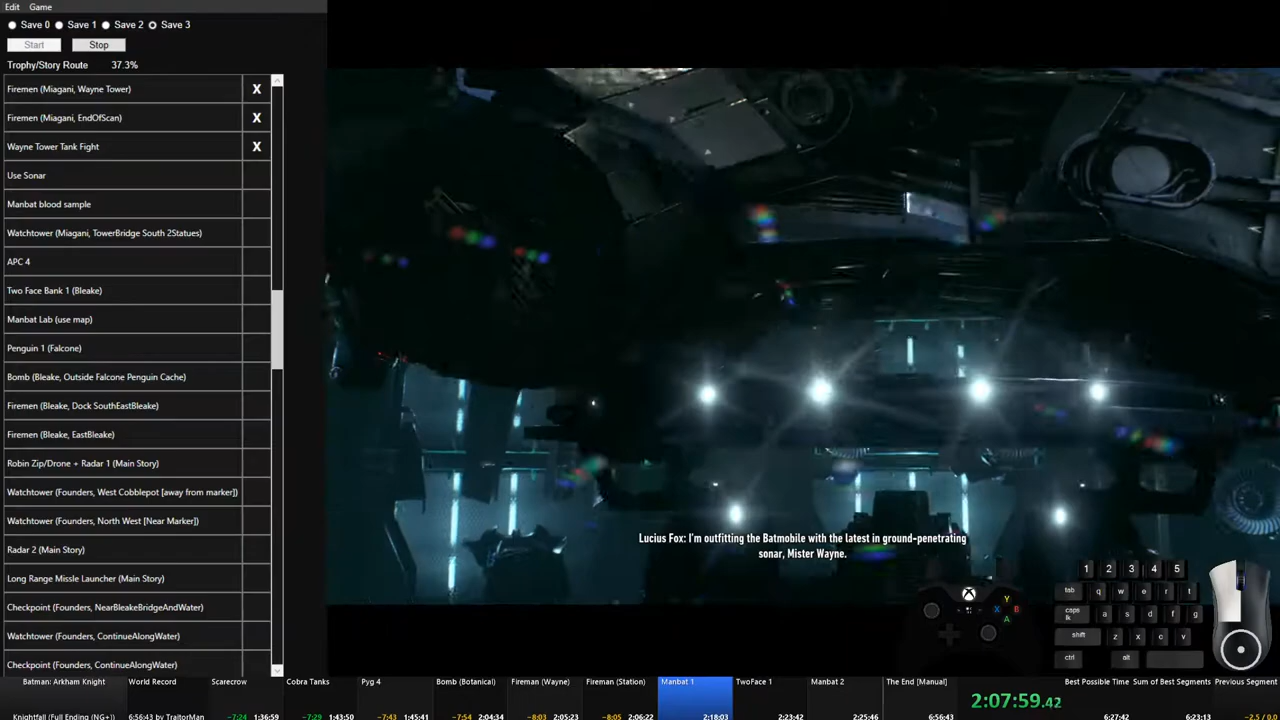 Edit Game
Save 0 Save 1 Save 2 Save 3
Start Stop
Trophy/Story Route 37.3%
Firemen (Miagani, Wayne Tower) X
Firemen (Miagani, EndOfScan) X
Wayne Tower Tank Fight X
Use Sonar
Manbat blood sample
Watchtower (Miagani, TowerBridge South 2Statues)
APC 4
Two Face Bank 1 (Bleake)
Manbat Lab (use map)
Penguin 1 (Falcone)
Bomb (Bleake, Outside Falcone Penguin Cache)
Firemen (Bleake, Dock SouthEastBleake)
Firemen (Bleake, EastBleake)
Robin Zip/Drone + Radar 1 (Main Story)
Watchtower (Founders, West Cobblepot [away from marker])
Watchtower (Founders, North West [Near Marker])
Radar 2 (Main Story)
Long Range Missle Launcher (Main Story)
Checkpoint (Founders, NearBleakeBridgeAndWater)
Watchtower (Founders, ContinueAlongWater)
Checkpoint (Founders, ContinueAlongWater)
Lucius Fox: I'm outfitting the Batmobile with the latest in ground-penetrating
sonar, Mister Wayne.
Y
X B
A
1 2 3 4 5
tab q w e r t
caps lk a s d f g
shift z x c v
ctrl alt
Batman: Arkham Knight World Record Scarecrow Cobra Tanks Pyg 4 Bomb (Botanical) Fireman (Wayne) Fireman (Station) Manbat 1 TwoFace 1 Manbat 2 The End [Manual] 2:07:59.42 Best Possible Time Sum of Best Segments Previous Segment
Knightfall (Full Ending (NG+)) 6:56:43 by TraitorMan -7:24 1:36:59 -7:29 1:43:50 -7:43 1:45:41 -7:54 2:04:34 -8:03 2:05:23 -8:05 2:06:22 2:18:03 2:23:42 2:25:46 6:56:43 6:27:42 6:23:13 -2.5 / 0.0